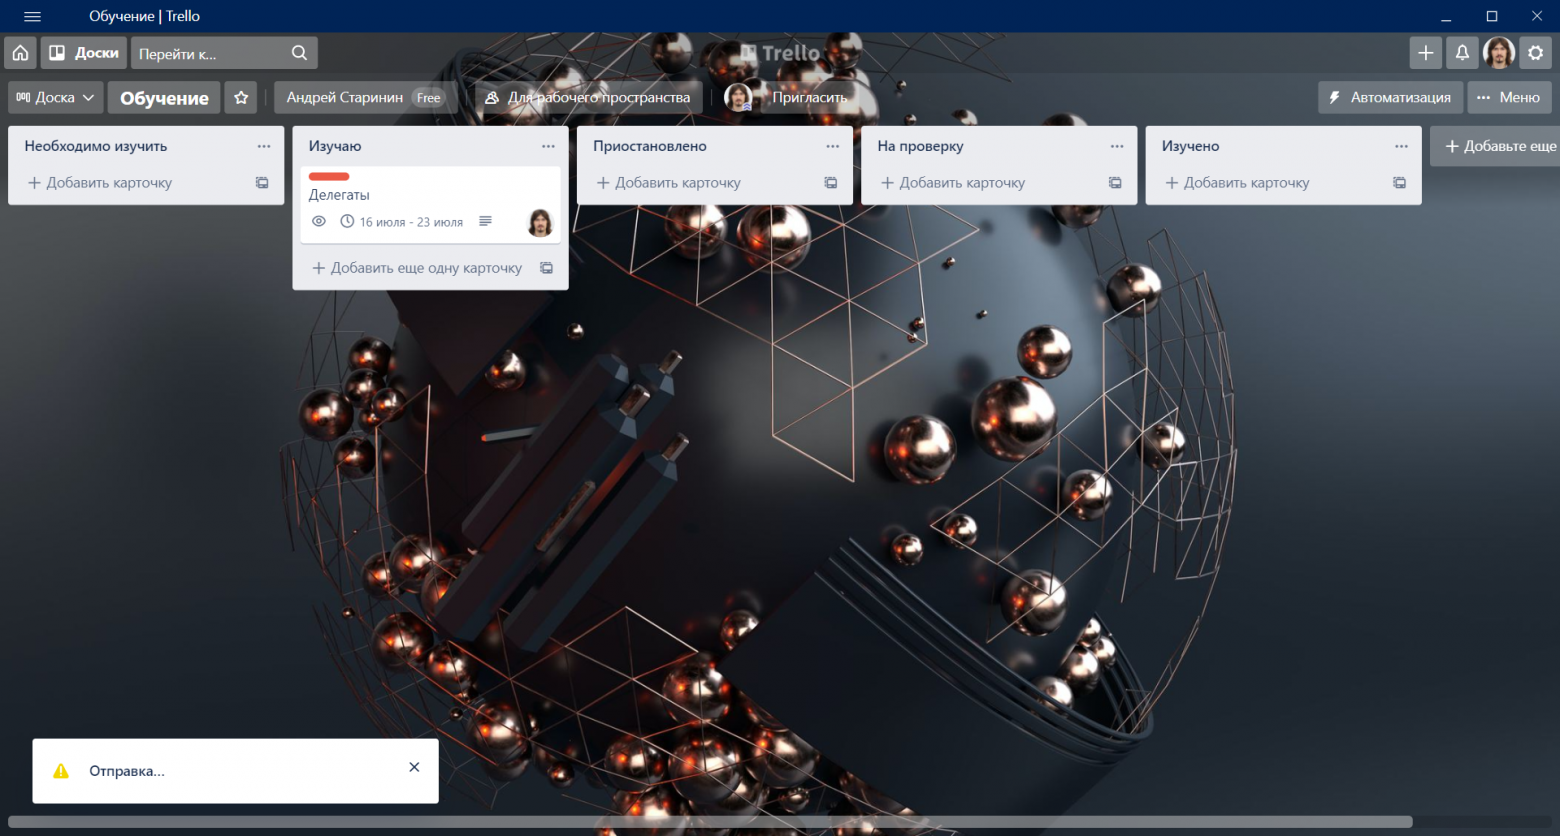 Обучение | Trello
Доски
Перейти к...
Trello
Доска
Обучение
Андрей Старинин Free
Для рабочего пространства
Пригласить
Автоматизация
Меню
Необходимо изучить
Добавить карточку
Изучаю
Делегаты
16 июля - 23 июля
Добавить еще одну карточку
Приостановлено
Добавить карточку
На проверку
Добавить карточку
Изучено
Добавить карточку
Добавьте еще
Отправка...